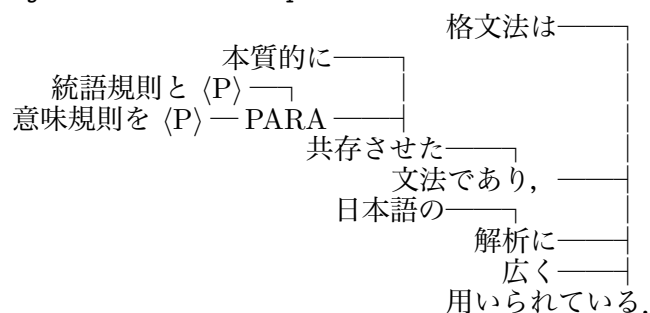 格文法は
本質的に
統語規則と ⟨P⟩
意味規則を ⟨P⟩ PARA
共存させた
文法であり,
日本語の
解析に
広く
用いられている.